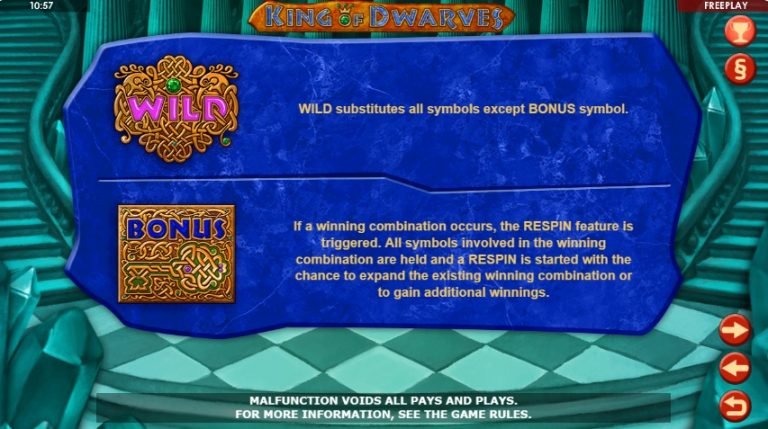 10:57
KING OF DWARVES
FREEPLAY
§
WILD
WILD substitutes all symbols except BONUS symbol.
BONUS
If a winning combination occurs, the RESPIN feature is
triggered. All symbols involved in the winning
combination are held and a RESPIN is started with the
chance to expand the existing winning combination or
to gain additional winnings.
MALFUNCTION VOIDS ALL PAYS AND PLAYS.
FOR MORE INFORMATION, SEE THE GAME RULES.